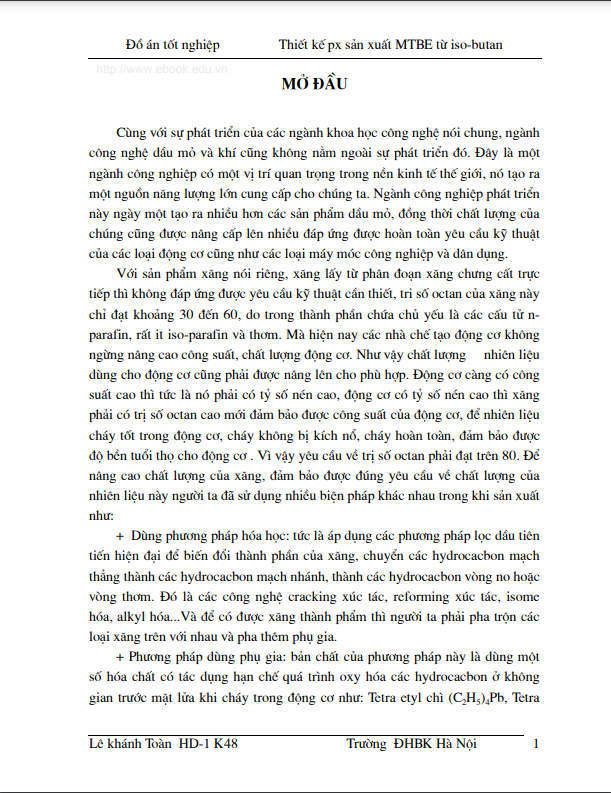 Đồ án tốt nghiệp Thiết kế px sản xuất MTBE từ iso-butan
http://www.ebook.edu.vn
MỞ ĐẦU
Cùng với sự phát triển của các ngành khoa học công nghệ nói chung, ngành
công nghệ dầu mỏ và khí cũng không nằm ngoài sự phát triển đó. Đây là một
ngành công nghiệp có một vị trí quan trọng trong nền kinh tế thế giới, nó tạo ra
một nguồn năng lượng lớn cung cấp cho chúng ta. Ngành công nghiệp phát triển
này ngày một tạo ra nhiều hơn các sản phẩm dầu mỏ, đồng thời chất lượng của
chúng cũng được nâng cấp lên nhiều đáp ứng được hoàn toàn yêu cầu kỹ thuật
của các loại động cơ cũng như các loại máy móc công nghiệp và dân dụng.
Với sản phẩm xăng nói riêng, xăng lấy từ phân đoạn xăng chưng cất trực
tiếp thì không đáp ứng được yêu cầu kỹ thuật cần thiết, tri số octan của xăng này
chỉ đạt khoảng 30 đến 60, do trong thành phần chứa chủ yếu là các cấu tử n-
parafin, rất it iso-parafin và thơm. Mà hiện nay các nhà chế tạo động cơ không
ngừng nâng cao công suất, chất lượng động cơ. Như vậy chất lượng nhiên liệu
dùng cho động cơ cũng phải được nâng lên cho phù hợp. Động cơ càng có công
suất cao thì tức là nó phải có tỷ số nén cao, động cơ có tỷ số nén cao thì xăng
phải có trị số octan cao mới đảm bảo được công suất của động cơ, để nhiên liệu
cháy tốt trong động cơ, cháy không bị kích nổ, cháy hoàn toàn, đảm bảo được
độ bền tuổi thọ cho động cơ . Vì vậy yêu cầu về trị số octan phải đạt trên 80. Để
nâng cao chất lượng của xăng, đảm bảo được đúng yêu cầu về chất lượng của
nhiên liệu này người ta đã sử dụng nhiều biện pháp khác nhau trong khi sản xuất
như:
+ Dùng phương pháp hóa học: tức là áp dụng các phương pháp lọc dầu tiên
tiến hiện đại để biến đổi thành phần của xăng, chuyển các hydrocacbon mạch
thẳng thành các hydrocacbon mạch nhánh, thành các hydrocacbon vòng no hoặc
vòng thơm. Đó là các công nghệ cracking xúc tác, reforming xúc tác, isome
hóa, alkyl hóa...Và để có được xăng thành phẩm thì người ta phải pha trộn các
loại xăng trên với nhau và pha thêm phụ gia.
+ Phương pháp dùng phụ gia: bản chất của phương pháp này là dùng một
số hóa chất có tác dụng hạn chế quá trình oxy hóa các hydrocacbon ở không
gian trước mặt lửa khi cháy trong động cơ như: Tetra etyl chì (C₂H₅)₄Pb, Tetra
Lê khánh Toàn HD-1 K48 Trường ĐHBK Hà Nội 1